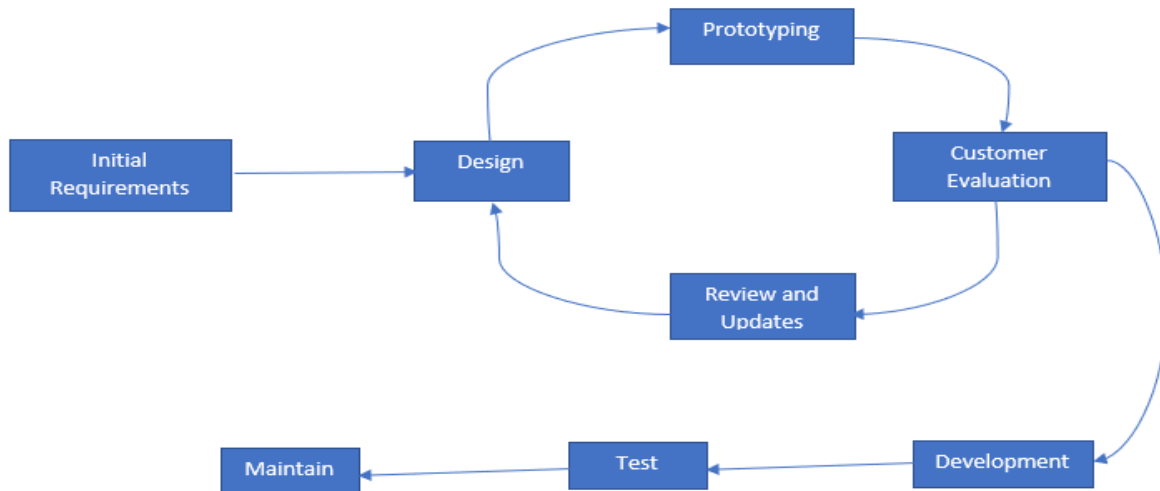 Prototyping
Initial
Requirements
Design
Customer
Evaluation
Review and
Updates
Maintain
Test
Development